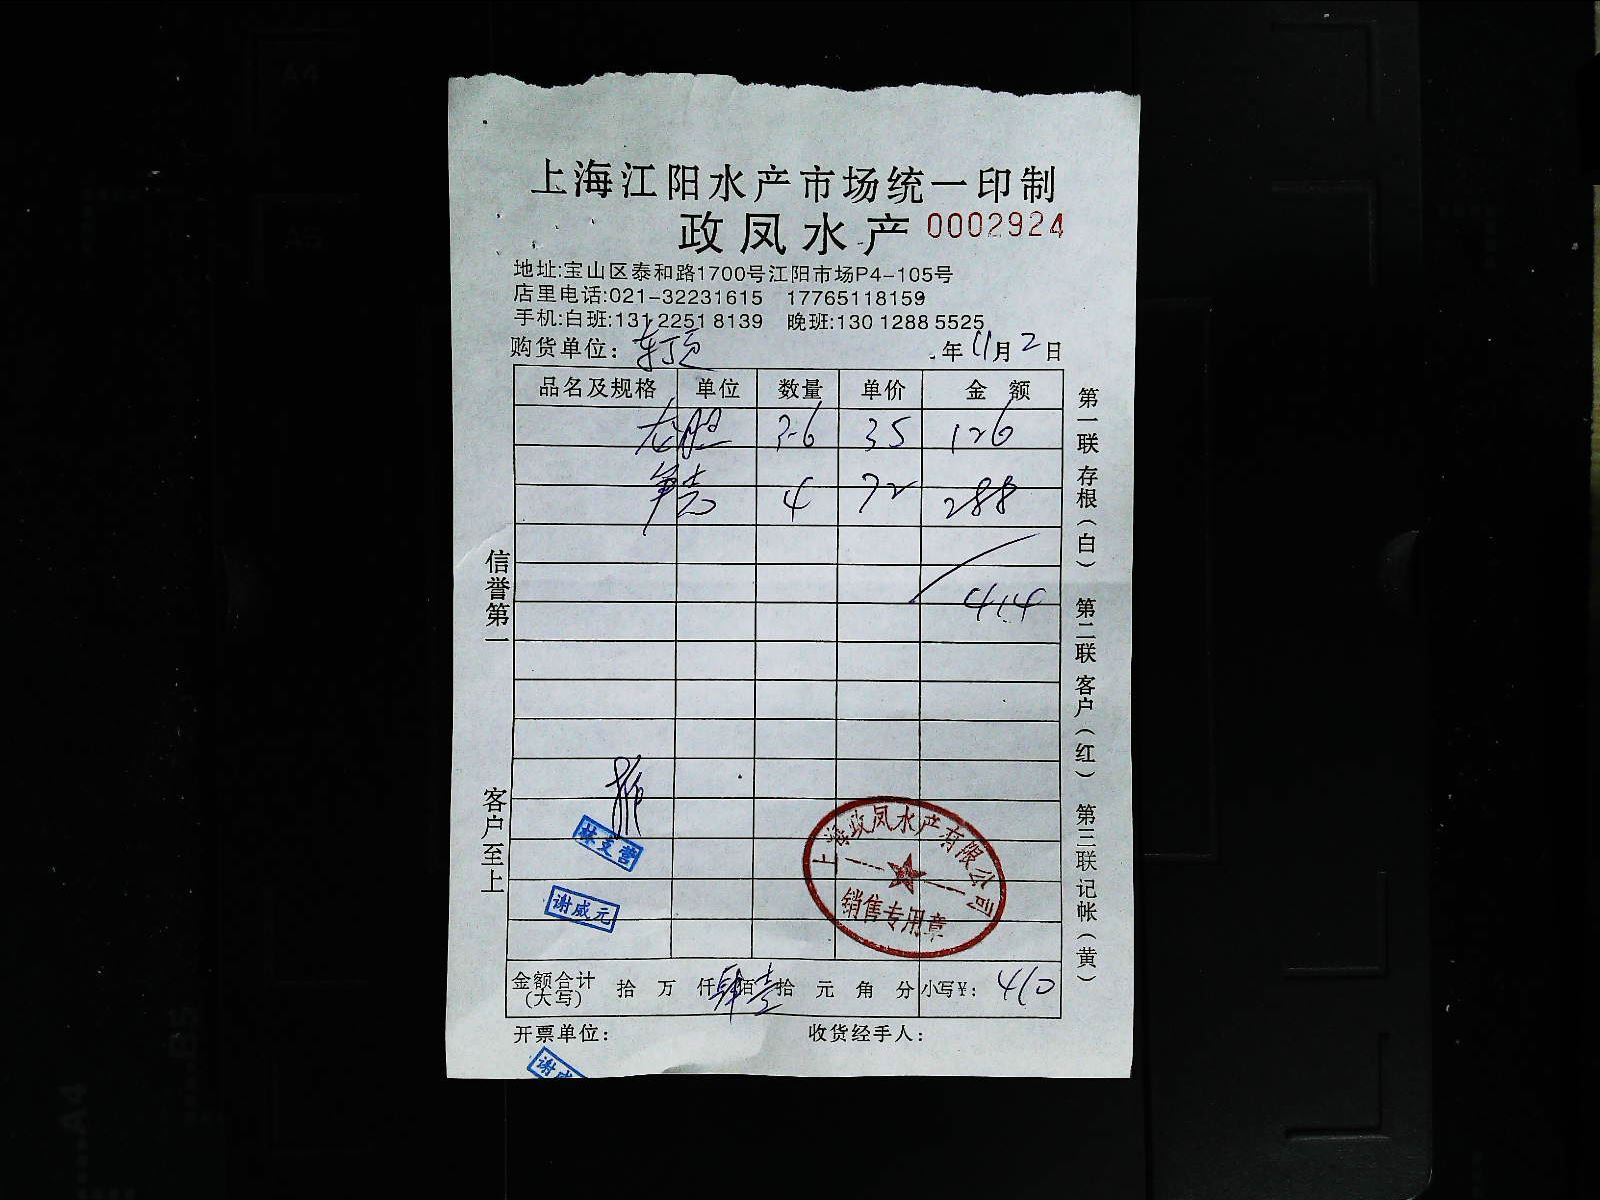 上海江阳水产市场统一印制
政凤水产 0002924
地址:宝山区泰和路1700号江阳市场P4-105号
店里电话:021-32231615 17765118159
手机:白班:131 2251 8139 晚班:130 1288 5525
购货单位: 年 11月 2日
品名及规格 单位 数量 单价 金额
龙胆 3.6 35 126
4 72 288
414
信誉第一
客户至上
第一联存根(白) 第二联客户(红) 第三联记帐(黄)
谢威元
上海政凤水产有限公司
销售专用章
金额合计(大写) 拾 万 仟 肆佰 壹拾 元 角 分 小写¥: 410
开票单位: 收货经手人:
谢威